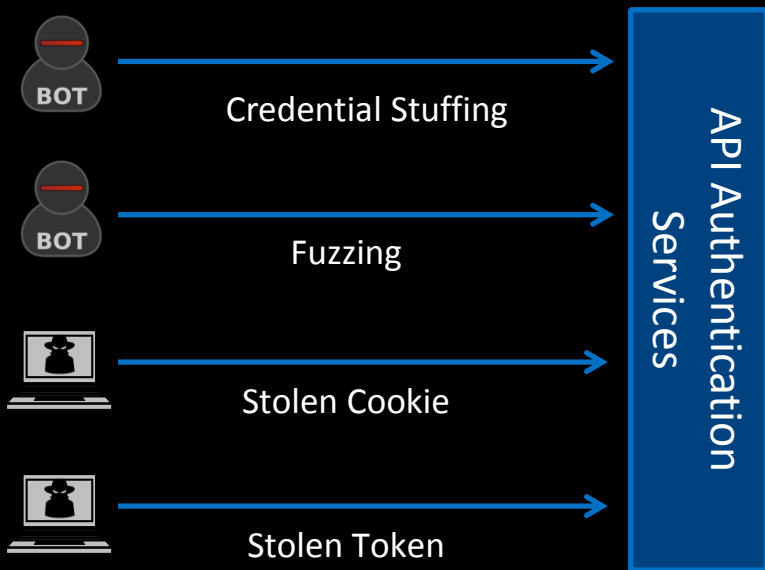 BOT
Credential Stuffing
BOT
Fuzzing
Stolen Cookie
Stolen Token
API Authentication
Services